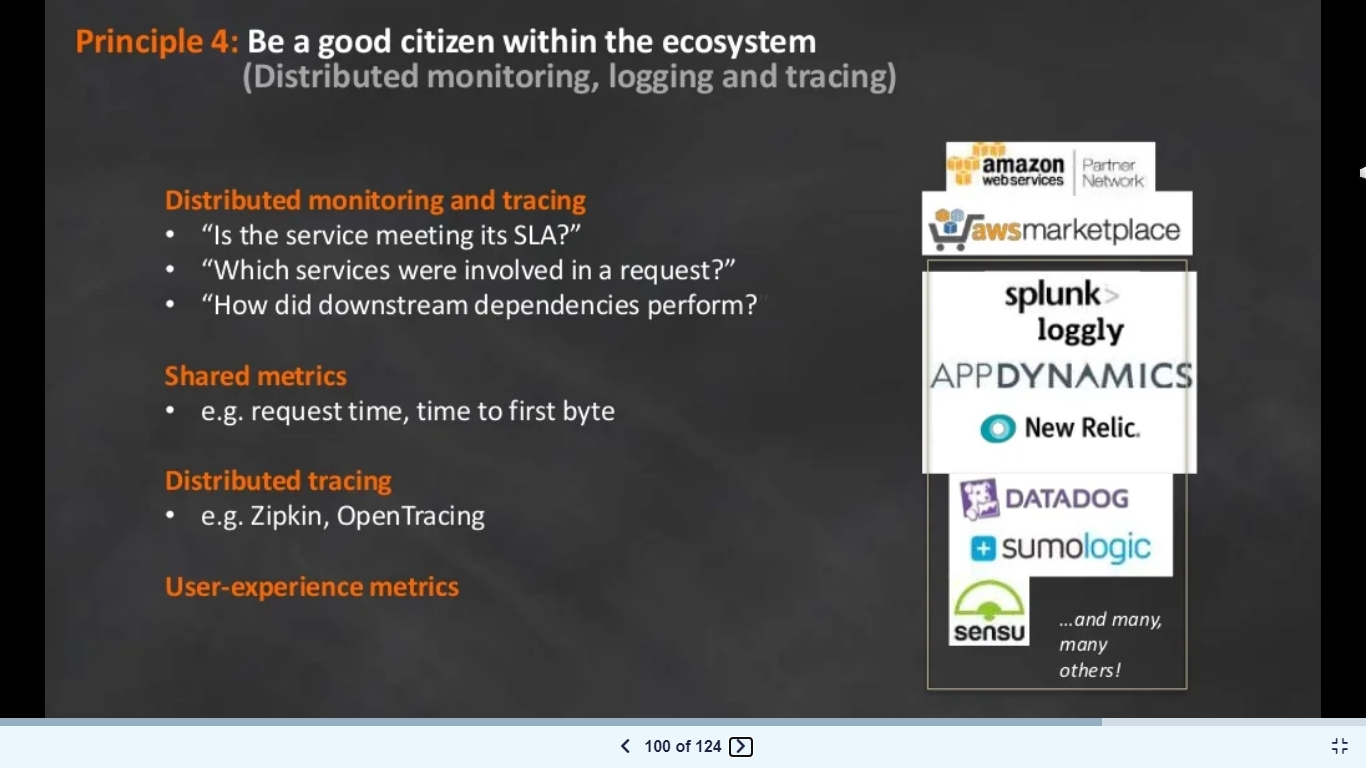 Principle 4: Be a good citizen within the ecosystem
(Distributed monitoring, logging and tracing)
Distributed monitoring and tracing
• “Is the service meeting its SLA?”
• “Which services were involved in a request?”
• “How did downstream dependencies perform?”
Shared metrics
• e.g. request time, time to first byte
Distributed tracing
• e.g. Zipkin, OpenTracing
User-experience metrics
amazon
webservices
Partner
Network
awsmarketplace
splunk>
loggly
APPDYNAMICS
New Relic.
DATADOG
sumologic
sensu
...and many,
many
others!
100 of 124